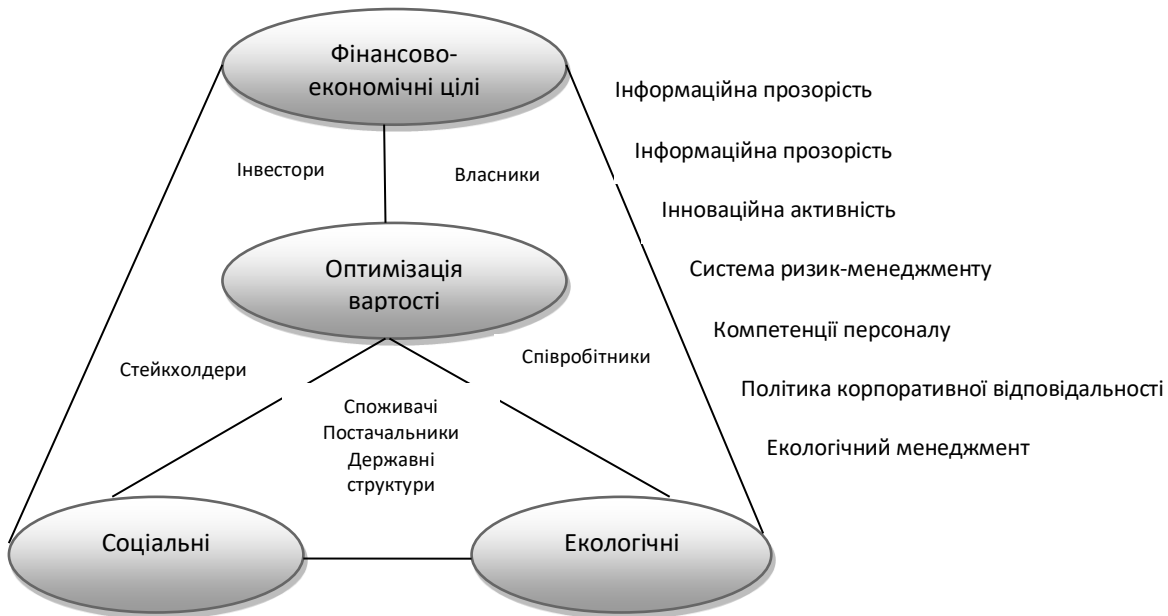 Фінансово-
економічні цілі
Інформаційна прозорість
Інформаційна прозорість
Інвестори
Власники
Інноваційна активність
Оптимізація
вартості
Система ризик-менеджменту
Компетенції персоналу
Стейкхолдери
Співробітники
Політика корпоративної відповідальності
Споживачі
Постачальники
Державні
структури
Екологічний менеджмент
Соціальні
Екологічні